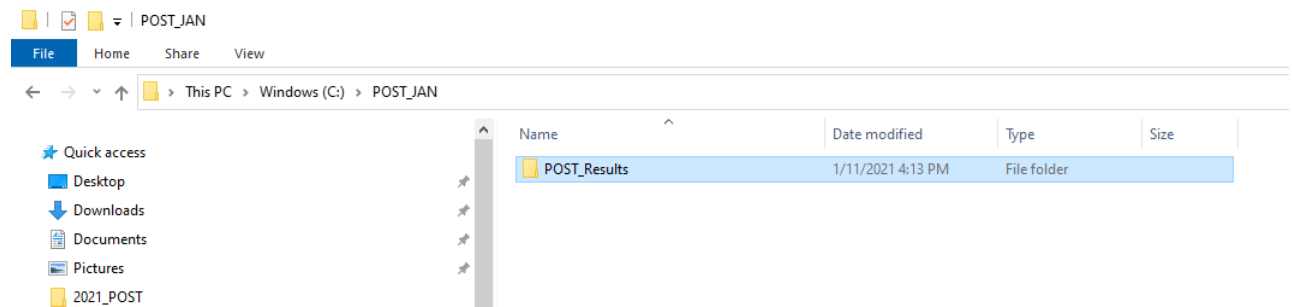 POST_JAN
File Home Share View
This PC > Windows (C:) > POST_JAN
Name Date modified Type Size
Quick access
POST_Results 1/11/2021 4:13 PM File folder
Desktop
Downloads
Documents
Pictures
2021_POST